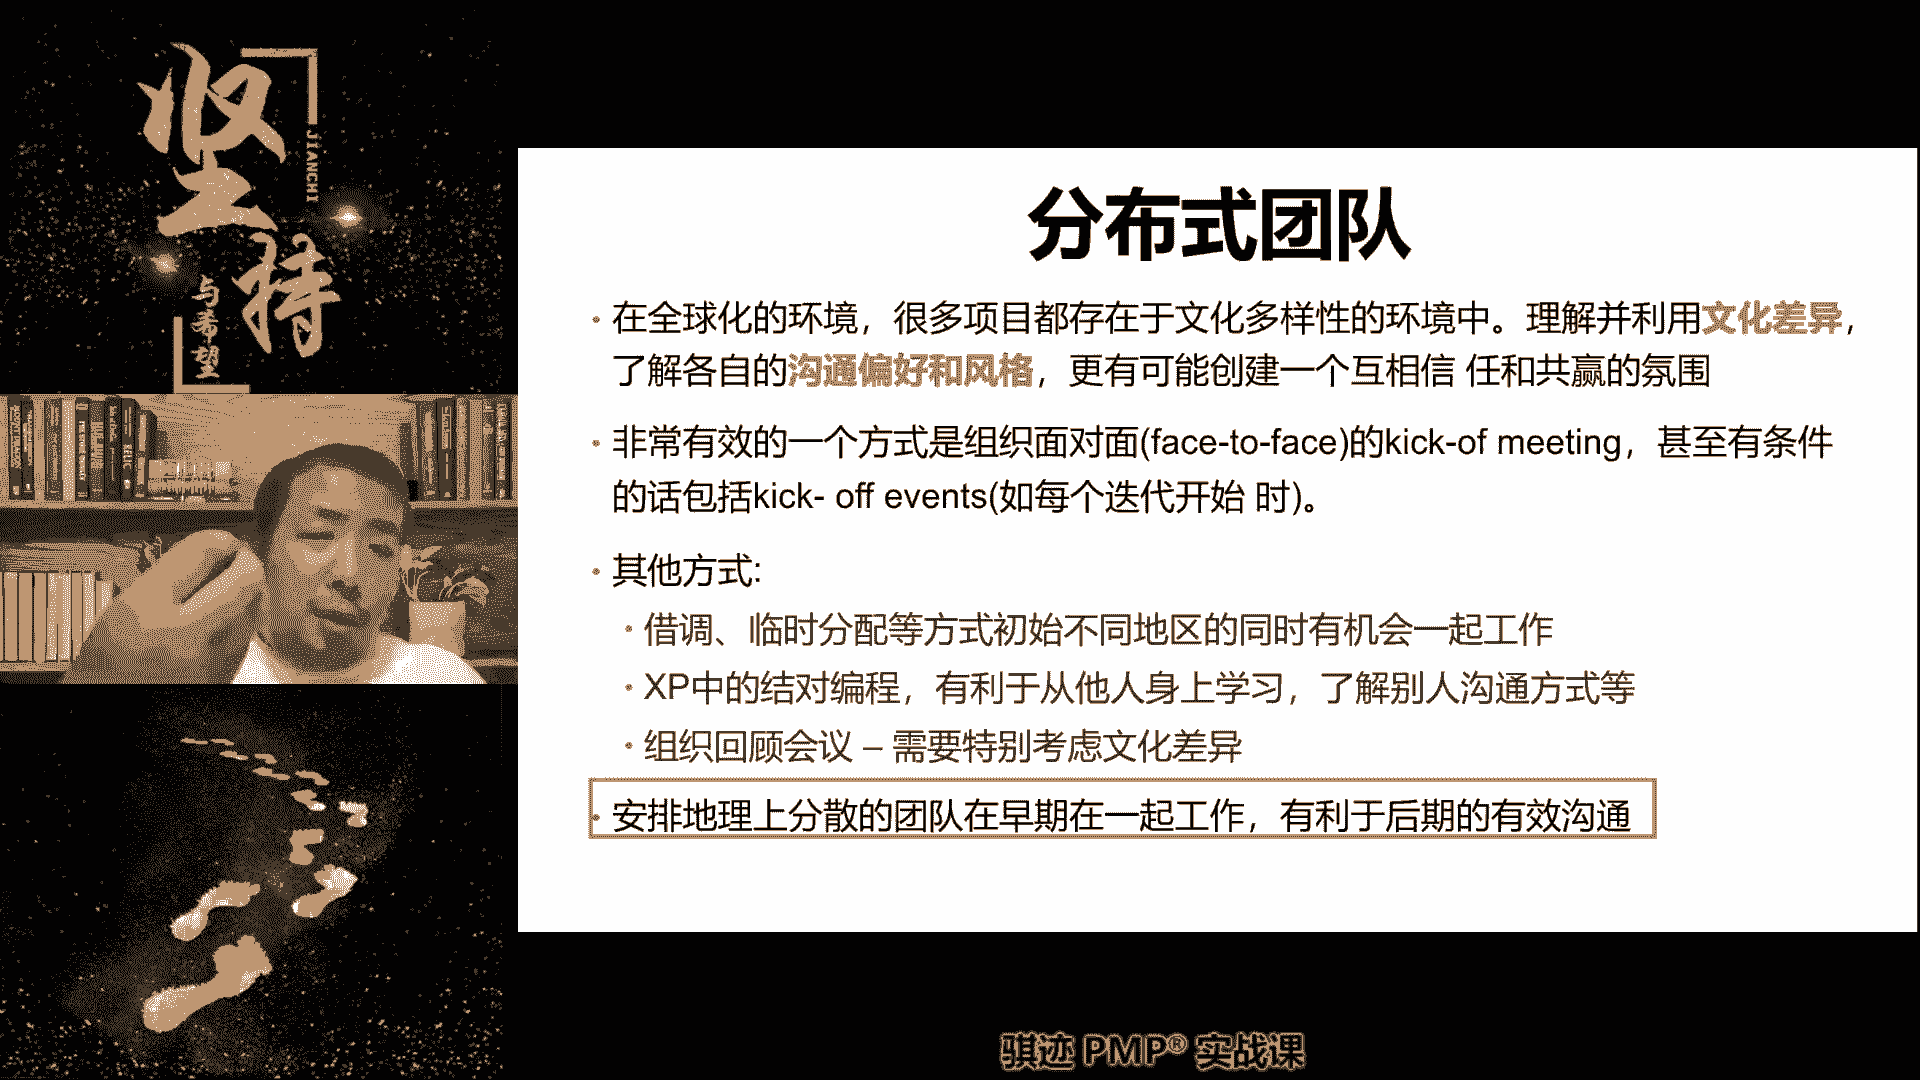 坚持
JIANCHI
与希望
分布式团队
· 在全球化的环境，很多项目都存在于文化多样性的环境中。理解并利用文化差异，
了解各自的沟通偏好和风格，更有可能创建一个互相信 任和共赢的氛围
· 非常有效的一个方式是组织面对面(face-to-face)的kick-of meeting，甚至有条件
的话包括kick- off events(如每个迭代开始 时)。
· 其他方式:
· 借调、临时分配等方式初始不同地区的同时有机会一起工作
· XP中的结对编程，有利于从他人身上学习，了解别人沟通方式等
· 组织回顾会议 – 需要特别考虑文化差异
· 安排地理上分散的团队在早期在一起工作，有利于后期的有效沟通
骐迹 PMP® 实战课